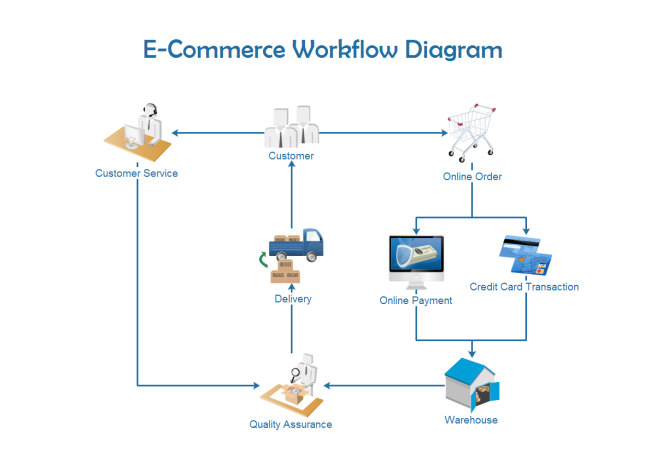 E-Commerce Workflow Diagram
Customer Service
Customer
Online Order
Delivery
Online Payment
Credit Card Transaction
Quality Assurance
Warehouse